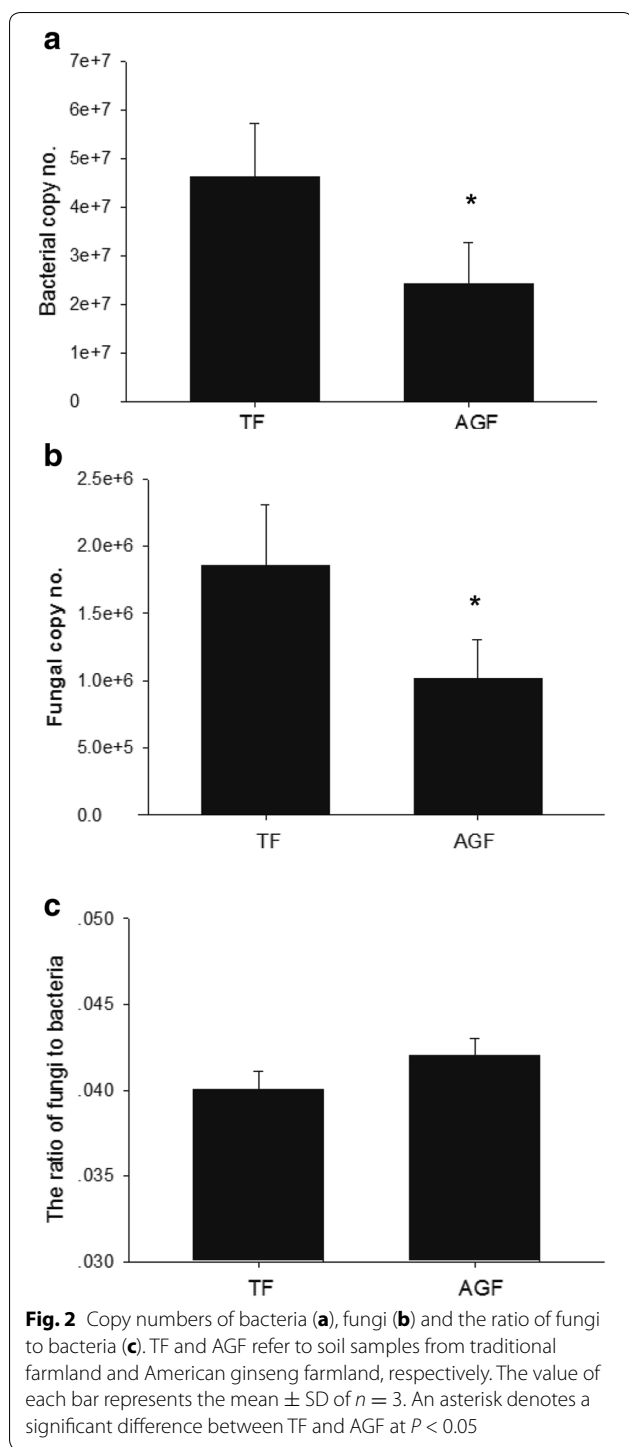 a
7e+7
6e+7
5e+7
4e+7
3e+7
2e+7
1e+7
0
Bacterial copy no.
*
TF AGF
b
2.5e+6
2.0e+6
1.5e+6
1.0e+6
5.0e+5
0.0
Fungal copy no.
*
TF AGF
c
.050
.045
.040
.035
.030
The ratio of fungi to bacteria
TF AGF
Fig. 2 Copy numbers of bacteria (a), fungi (b) and the ratio of fungi
to bacteria (c). TF and AGF refer to soil samples from traditional
farmland and American ginseng farmland, respectively. The value of
each bar represents the mean ± SD of n = 3. An asterisk denotes a
significant difference between TF and AGF at P < 0.05